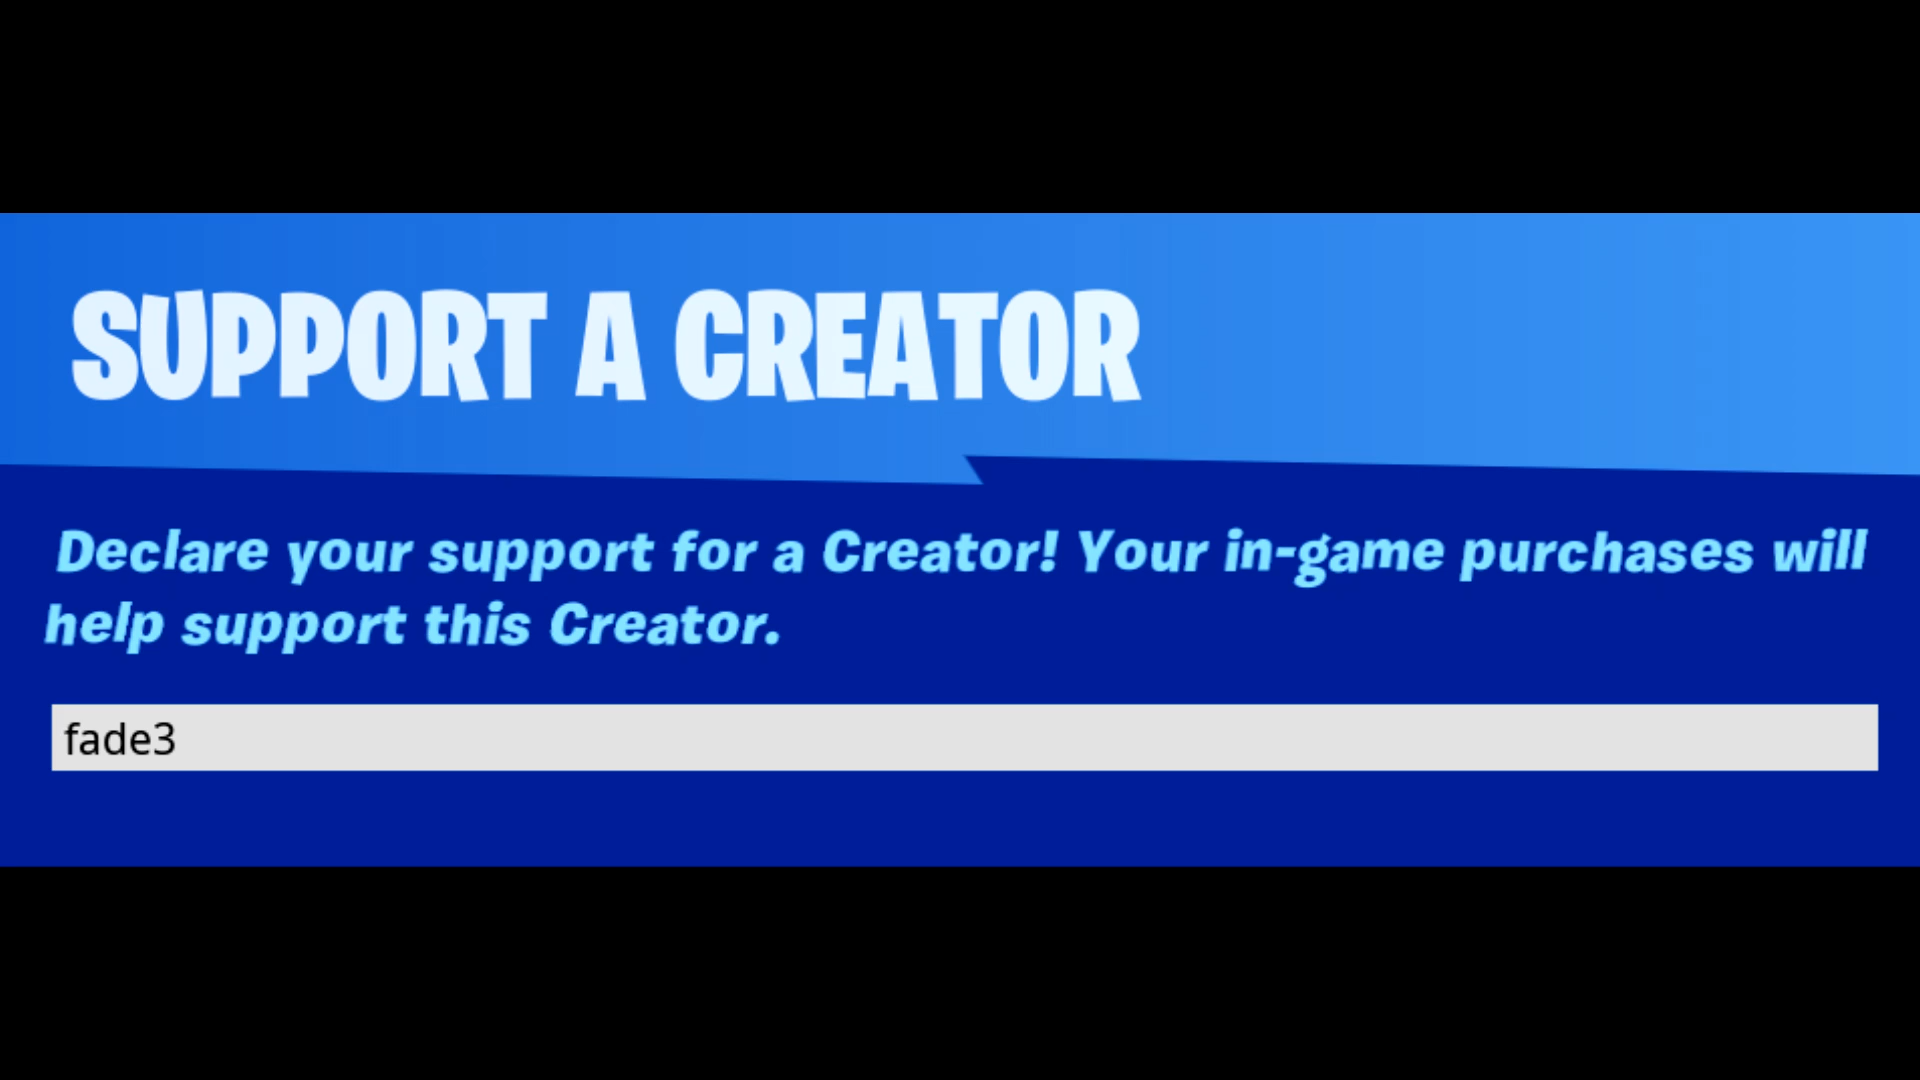 SUPPORT A CREATOR
Declare your support for a Creator! Your in-game purchases will
help support this Creator.
fade3